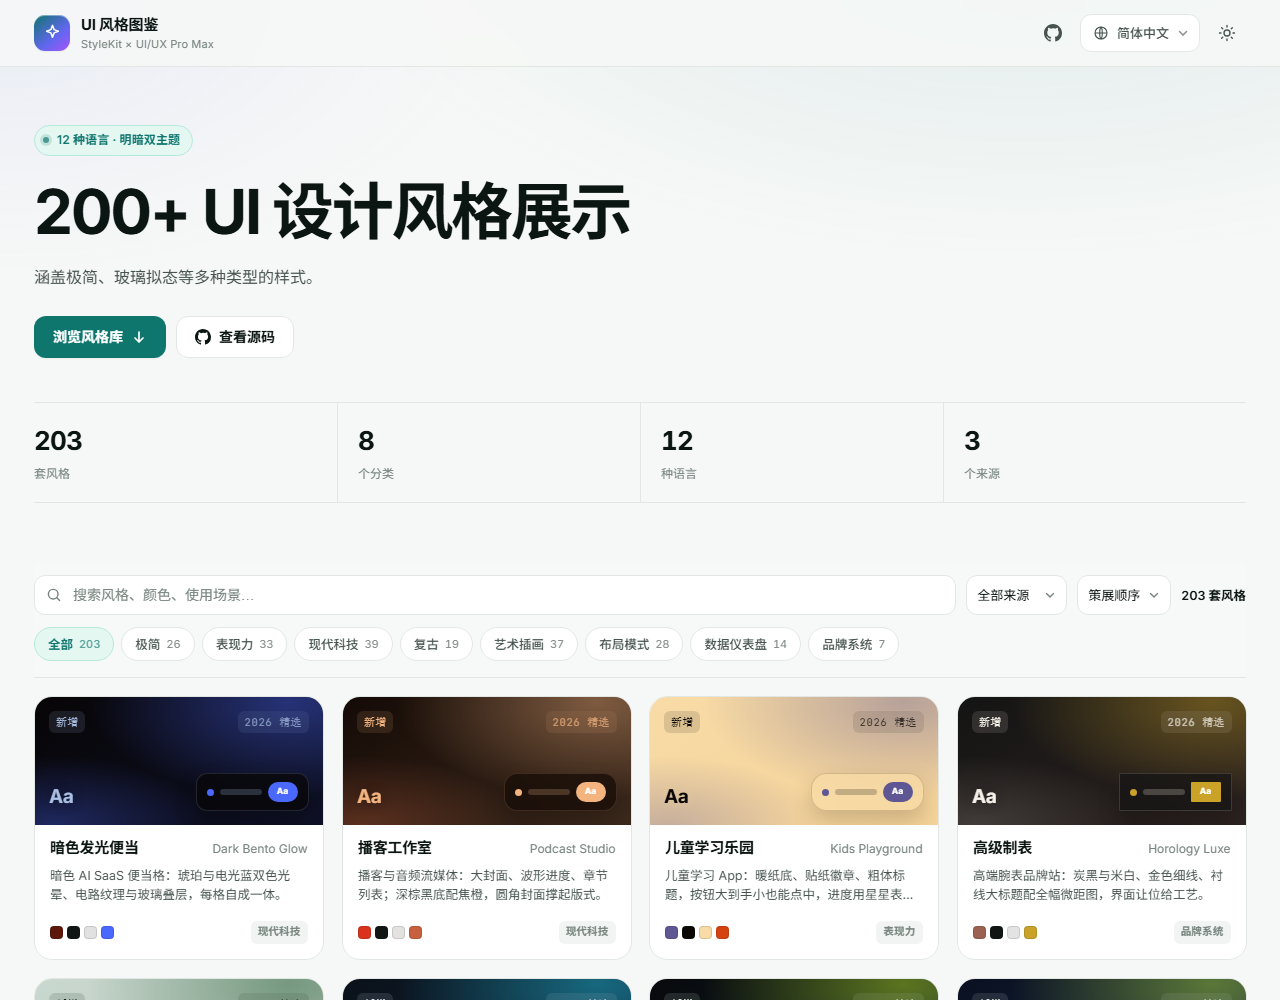 UI 风格图鉴
StyleKit × UI/UX Pro Max
简体中文
12 种语言 · 明暗双主题
200+ UI 设计风格展示
涵盖极简、玻璃拟态等多种类型的样式。
浏览风格库
查看源码
203
套风格
8
个分类
12
种语言
3
个来源
搜索风格、颜色、使用场景…
全部来源
策展顺序
203 套风格
全部 203
极简 26
表现力 33
现代科技 39
复古 19
艺术插画 37
布局模式 28
数据仪表盘 14
品牌系统 7
新增
2026 精选
Aa
Aa
暗色发光便当
Dark Bento Glow
暗色 AI SaaS 便当格：琥珀与电光蓝双色光
晕、电路纹理与玻璃叠层，每格自成一体。
现代科技
新增
2026 精选
Aa
Aa
播客工作室
Podcast Studio
播客与音频流媒体：大封面、波形进度、章节
列表；深棕黑底配焦橙，圆角封面撑起版式。
现代科技
新增
2026 精选
Aa
Aa
儿童学习乐园
Kids Playground
儿童学习 App：暖纸底、贴纸徽章、粗体标
题，按钮大到手小也能点中，进度用星星表…
表现力
新增
2026 精选
Aa
Aa
高级制表
Horology Luxe
高端腕表品牌站：炭黑与米白、金色细线、衬
线大标题配全幅微距图，界面让位给工艺。
品牌系统